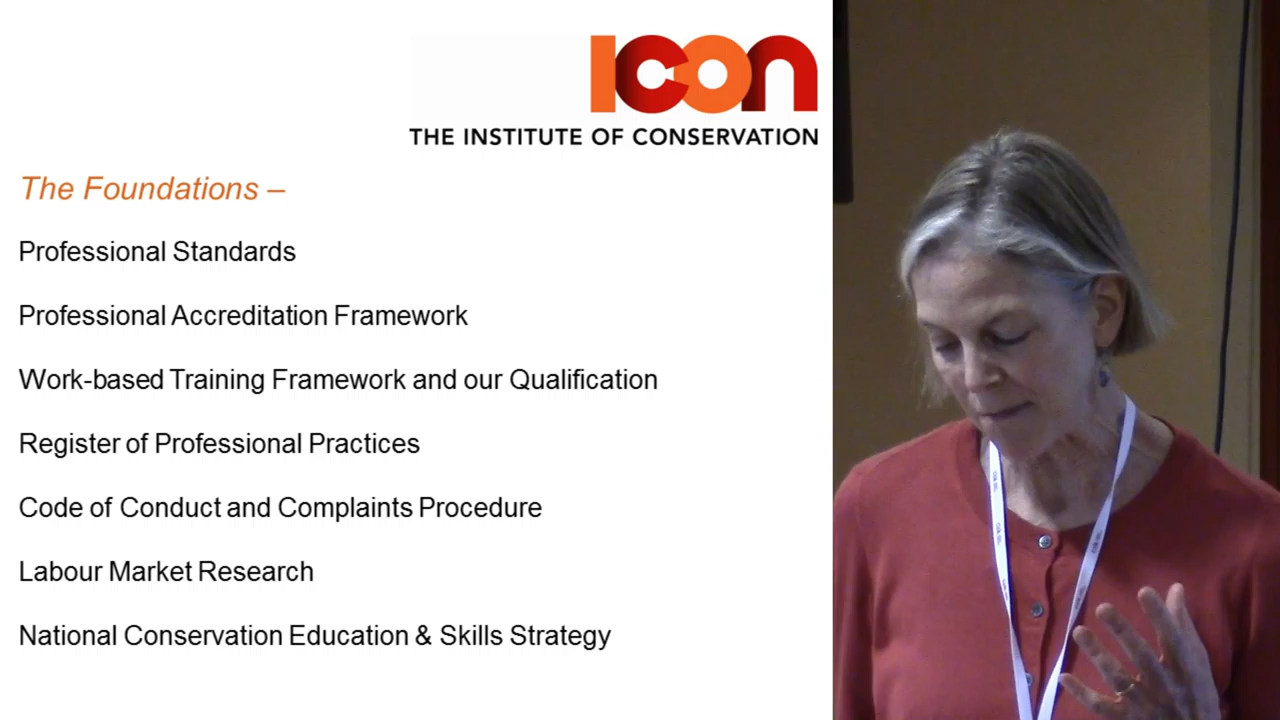 icon
THE INSTITUTE OF CONSERVATION
The Foundations –
Professional Standards
Professional Accreditation Framework
Work-based Training Framework and our Qualification
Register of Professional Practices
Code of Conduct and Complaints Procedure
Labour Market Research
National Conservation Education & Skills Strategy